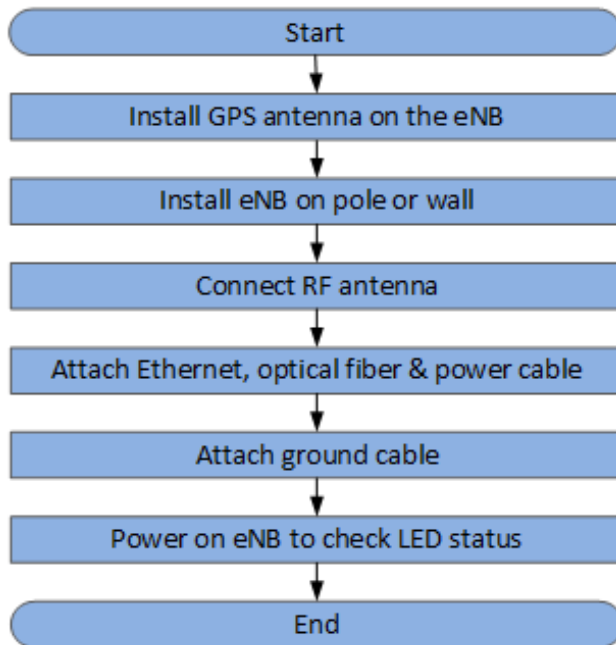 Start
Install GPS antenna on the eNB
Install eNB on pole or wall
Connect RF antenna
Attach Ethernet, optical fiber & power cable
Attach ground cable
Power on eNB to check LED status
End